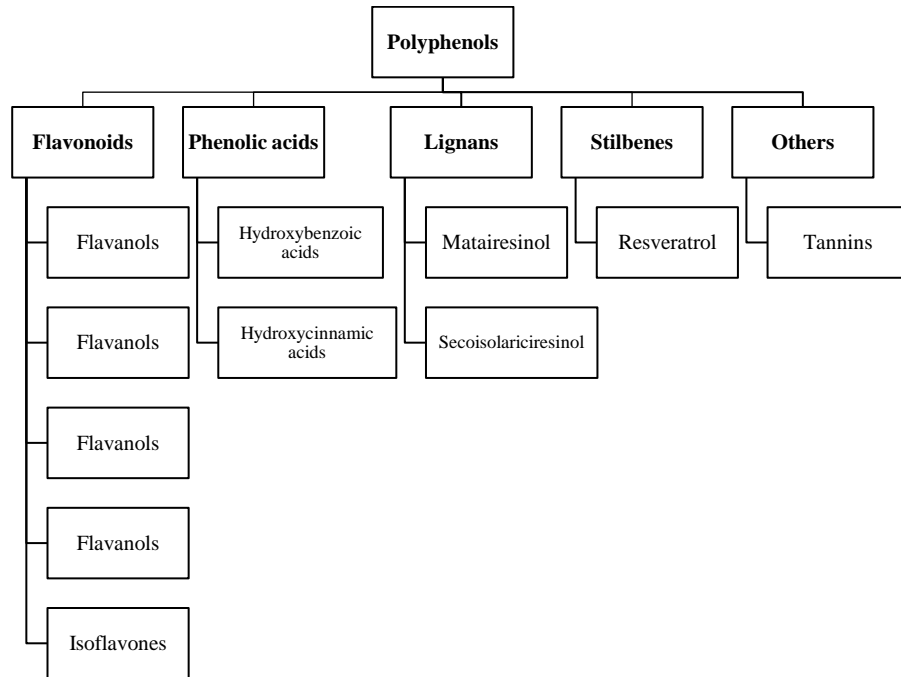 Polyphenols
Flavonoids
Phenolic acids
Lignans
Stilbenes
Others
Flavanols
Hydroxybenzoic
acids
Matairesinol
Resveratrol
Tannins
Flavanols
Hydroxycinnamic
acids
Secoisolariciresinol
Flavanols
Flavanols
Isoflavones